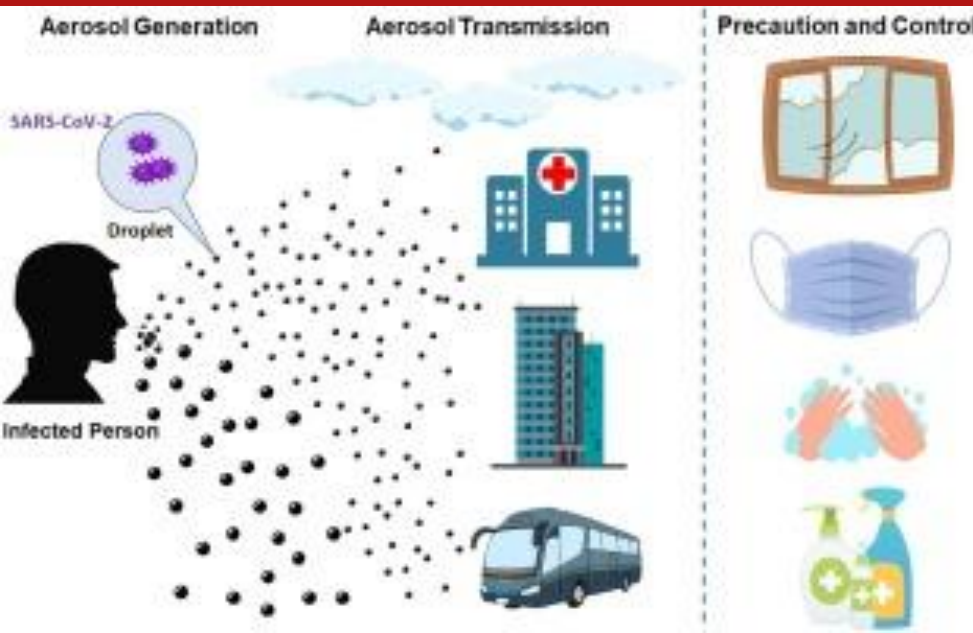 Aerosol Generation
Aerosol Transmission
Precaution and Control
SARS-CoV-2
Droplet
Infected Person